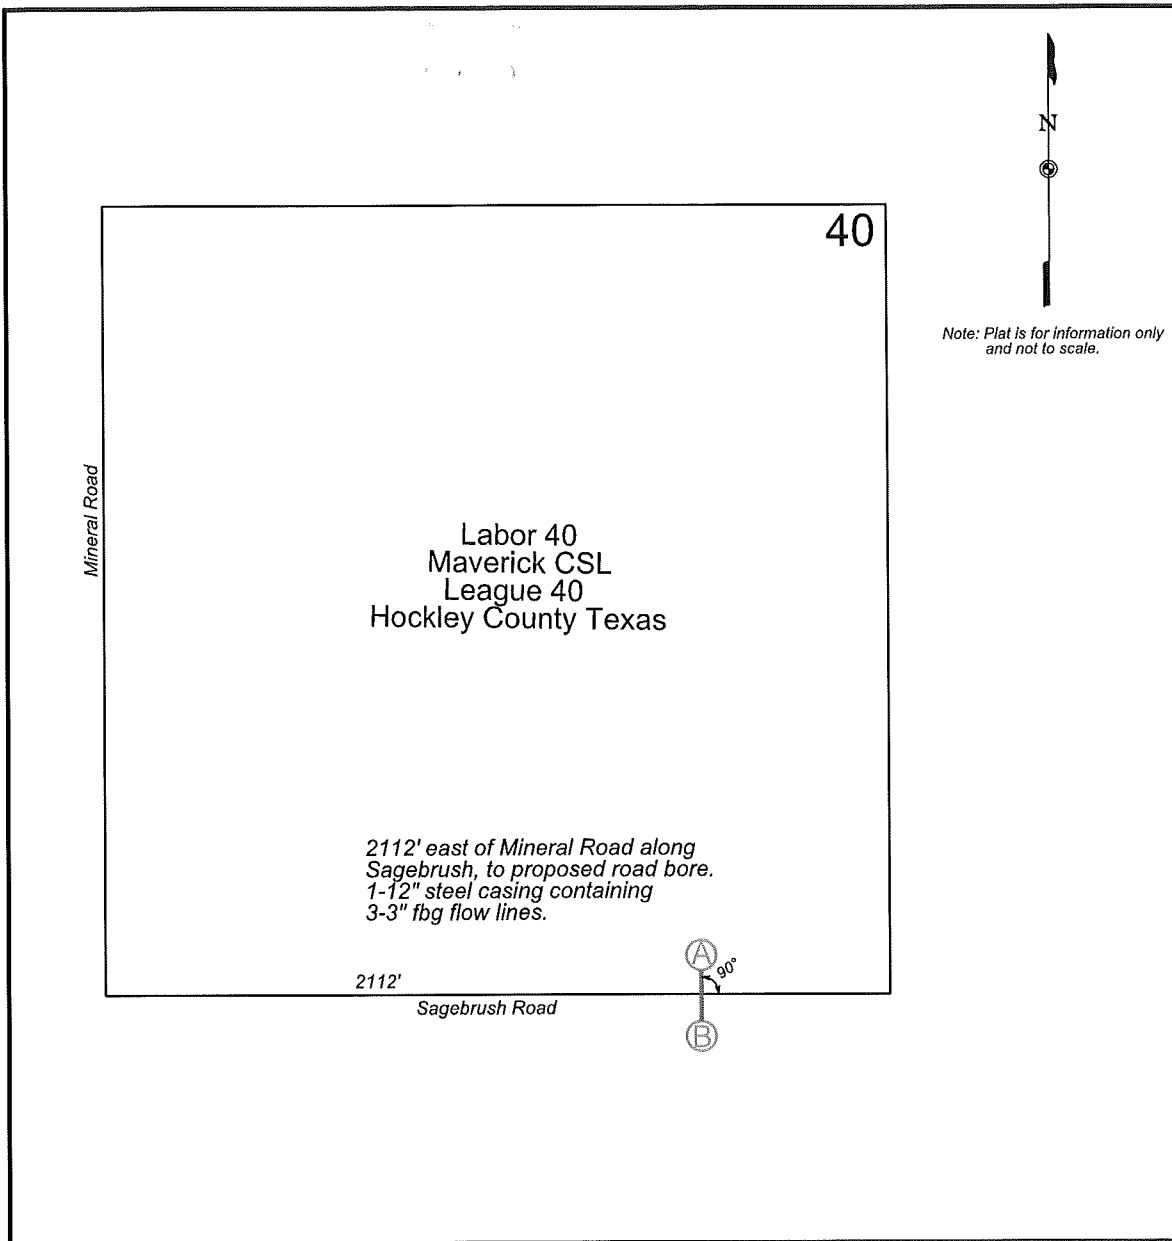 N
40
Note: Plat is for information only
and not to scale.
Mineral Road
Labor 40
Maverick CSL
League 40
Hockley County Texas
2112' east of Mineral Road along
Sagebrush, to proposed road bore.
1-12" steel casing containing
3-3" fbg flow lines.
A
90°
2112'
Sagebrush Road
B